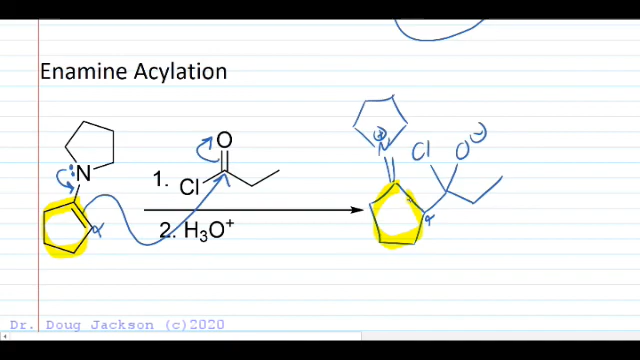 Enamine Acylation
N
O
Cl
1.
2. H₃O⁺
α
N ⊕
Cl
O ⊖
α
Dr. Doug Jackson (c)2020